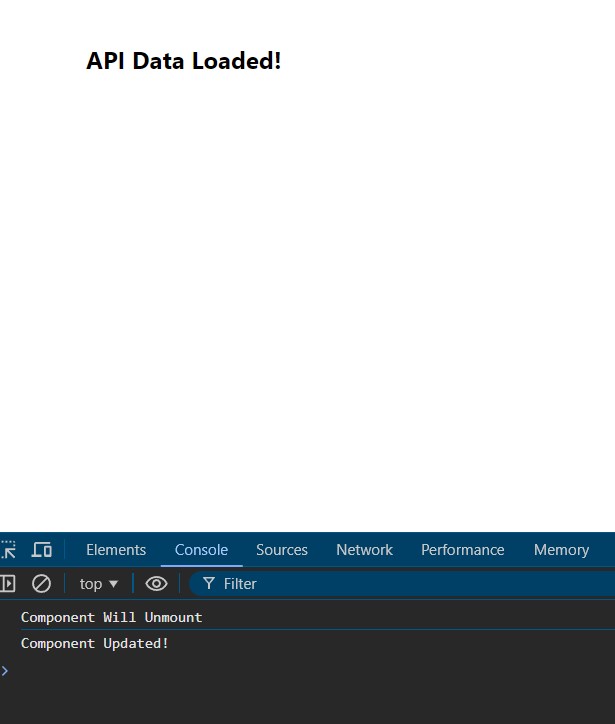 API Data Loaded!
Elements Console Sources Network Performance Memory
top Filter
Component Will Unmount
Component Updated!